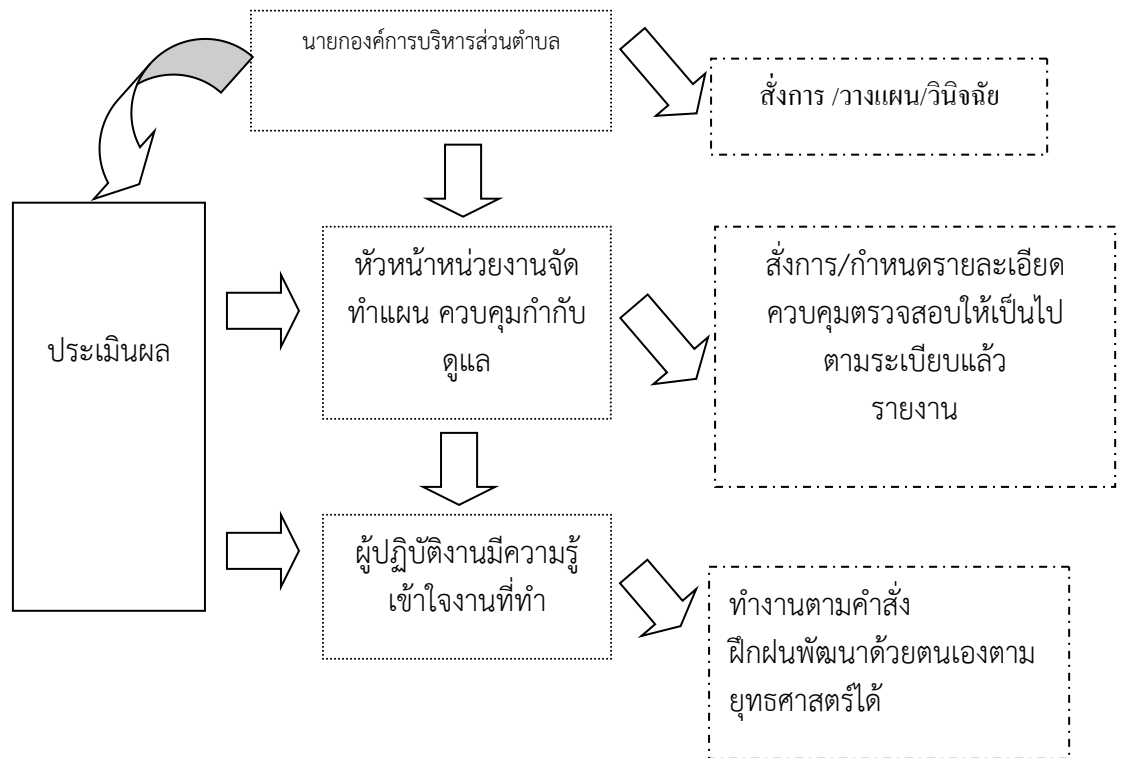 นายกองค์การบริหารส่วนตำบล
สั่งการ /วางแผน/วินิจฉัย
ประเมินผล
หัวหน้าหน่วยงานจัด
ทำแผน ควบคุมกำกับ
ดูแล
สั่งการ/กำหนดรายละเอียด
ควบคุมตรวจสอบให้เป็นไป
ตามระเบียบแล้ว
รายงาน
ผู้ปฏิบัติงานมีความรู้
เข้าใจงานที่ทำ
ทำงานตามคำสั่ง
ฝึกฝนพัฒนาด้วยตนเองตาม
ยุทธศาสตร์ได้